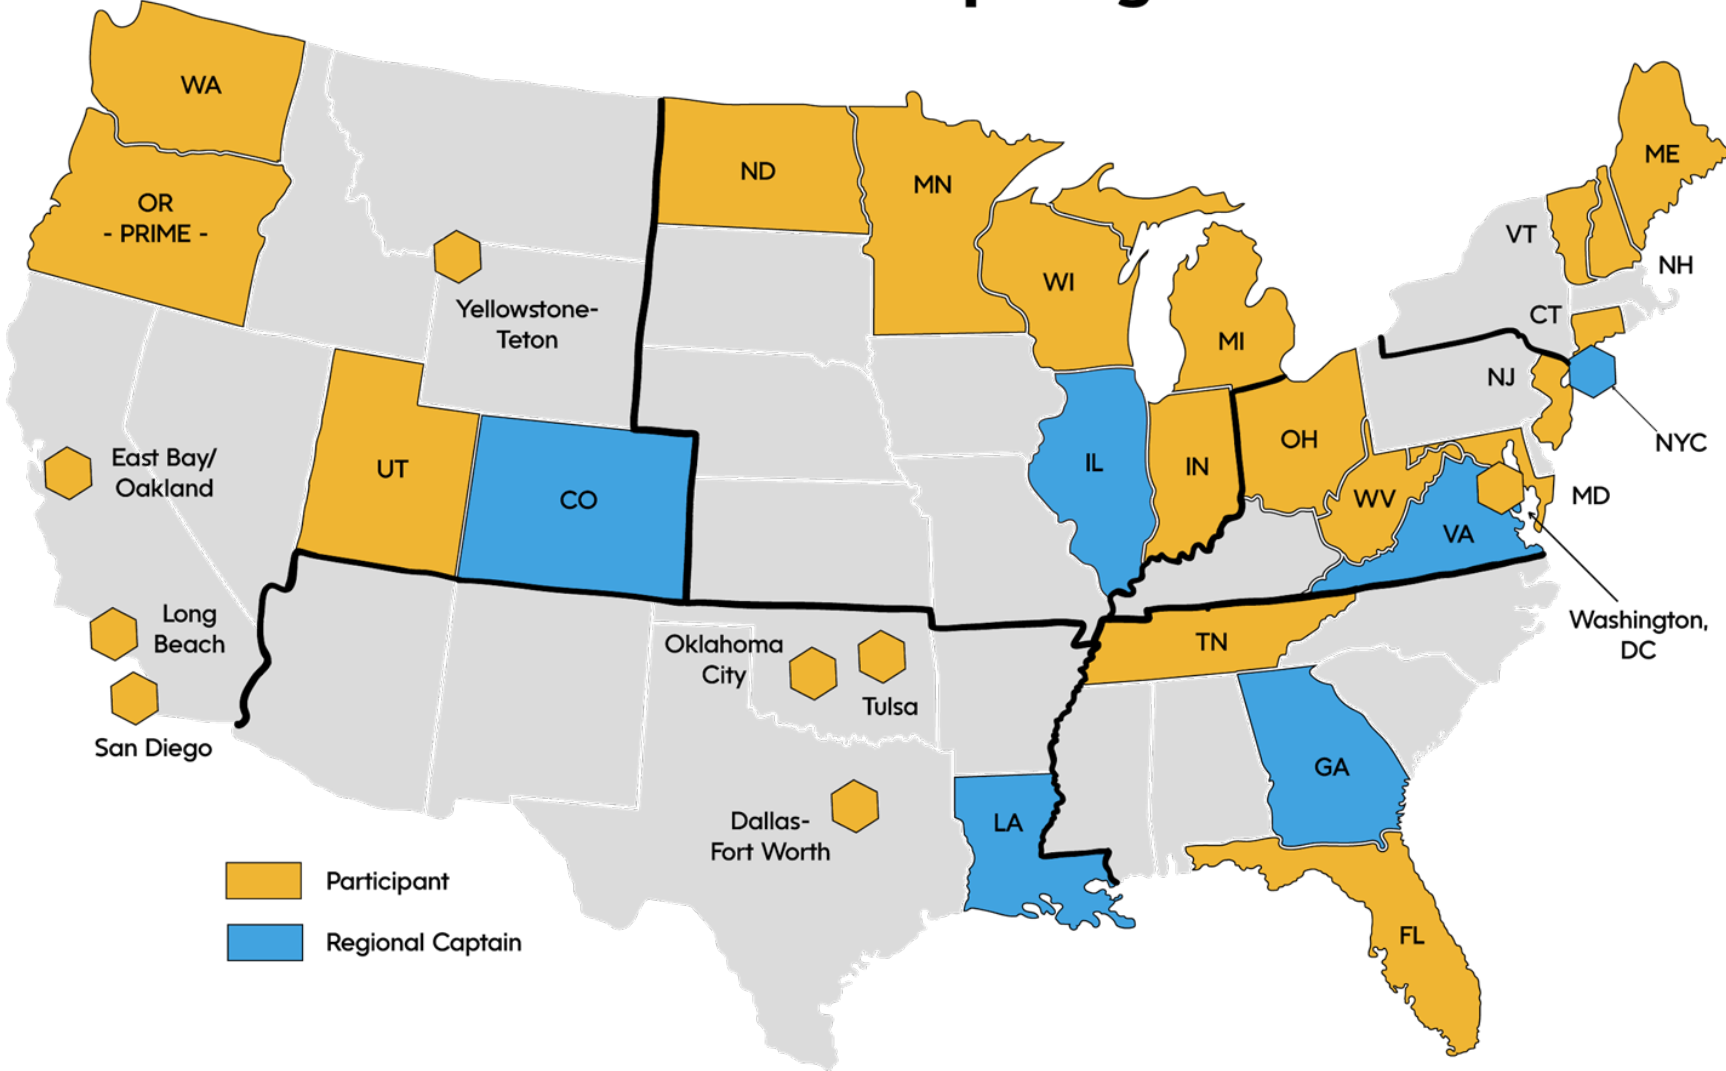 WA
OR
- PRIME -
ND
MN
ME
VT
NH
WI
Yellowstone-
Teton
CT
MI
NJ
NYC
OH
East Bay/
Oakland
UT
CO
IL
IN
WV
MD
VA
Long
Beach
Washington,
DC
Oklahoma
City
TN
Tulsa
San Diego
GA
Dallas-
Fort Worth
LA
Participant
FL
Regional Captain